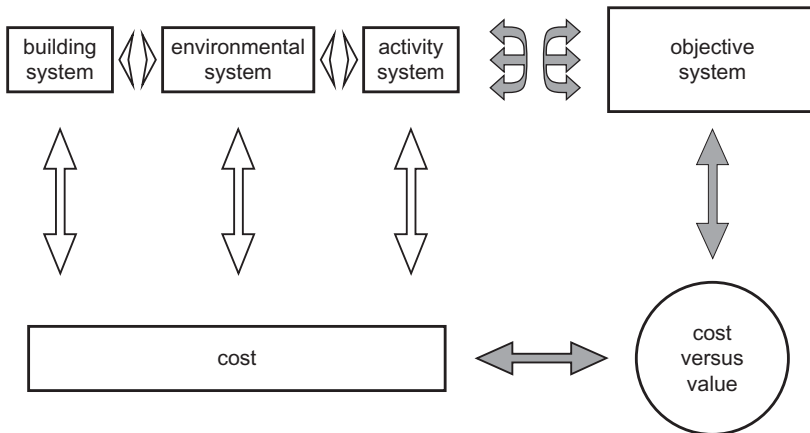 building
system
environmental
system
activity
system
objective
system
cost
cost
versus
value